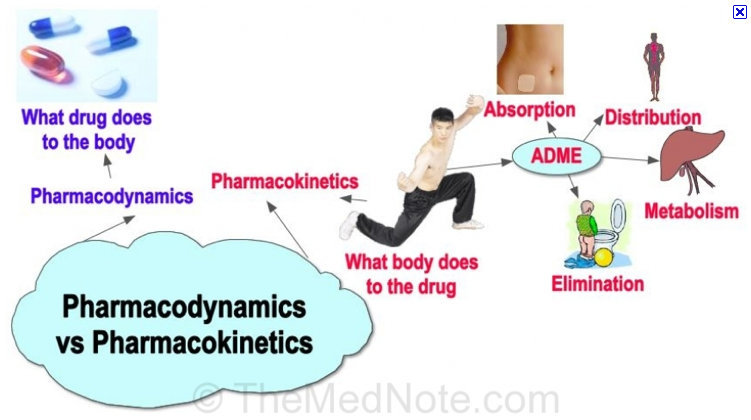 What drug does
to the body
Pharmacodynamics
Pharmacokinetics
What body does
to the drug
ADME
Absorption
Distribution
Metabolism
Elimination
Pharmacodynamics
vs Pharmacokinetics
© TheMedNote.com